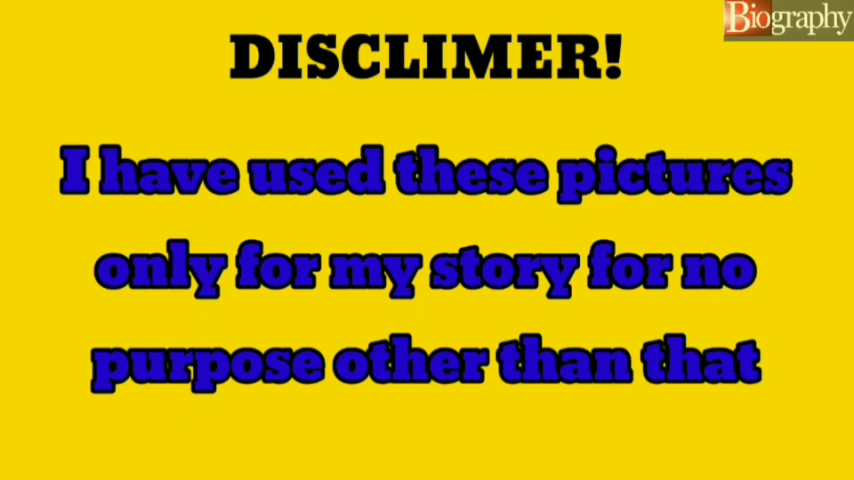 Biography
DISCLIMER!
I have used these pictures
only for my story for no
purpose other than that